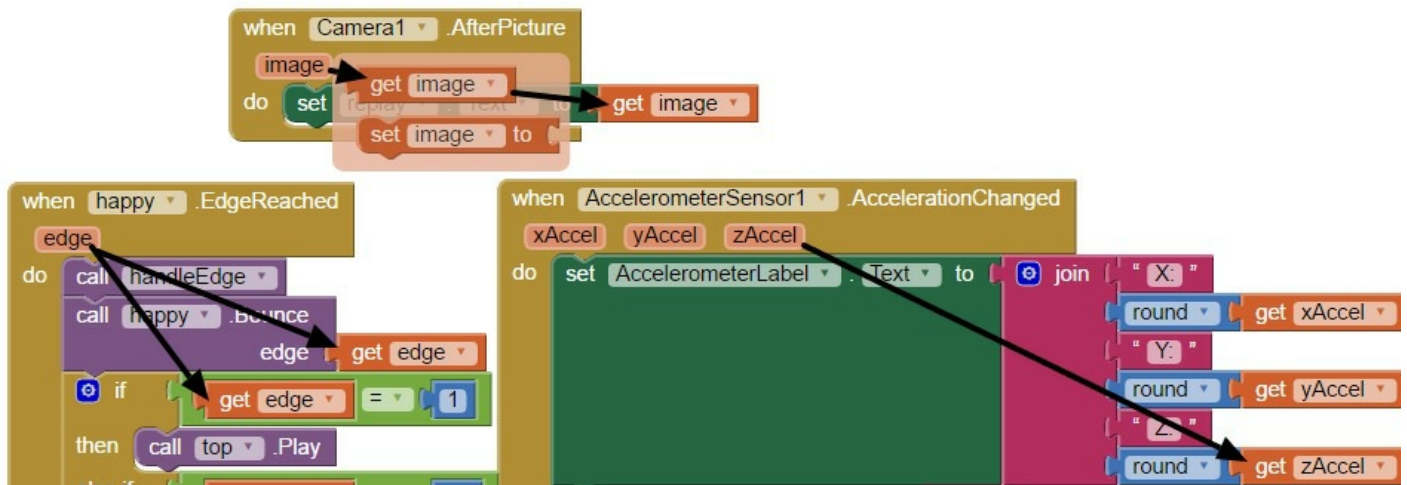 when Camera1 .AfterPicture
image
get image
do set replay . Text to get image
set image to
when happy .EdgeReached
edge
do call handleEdge
call happy .Bounce
edge get edge
if get edge = 1
then call top .Play
when AccelerometerSensor1 .AccelerationChanged
xAccel yAccel zAccel
do set AccelerometerLabel . Text to join " X: "
round get xAccel
" Y: "
round get yAccel
" Z: "
round get zAccel